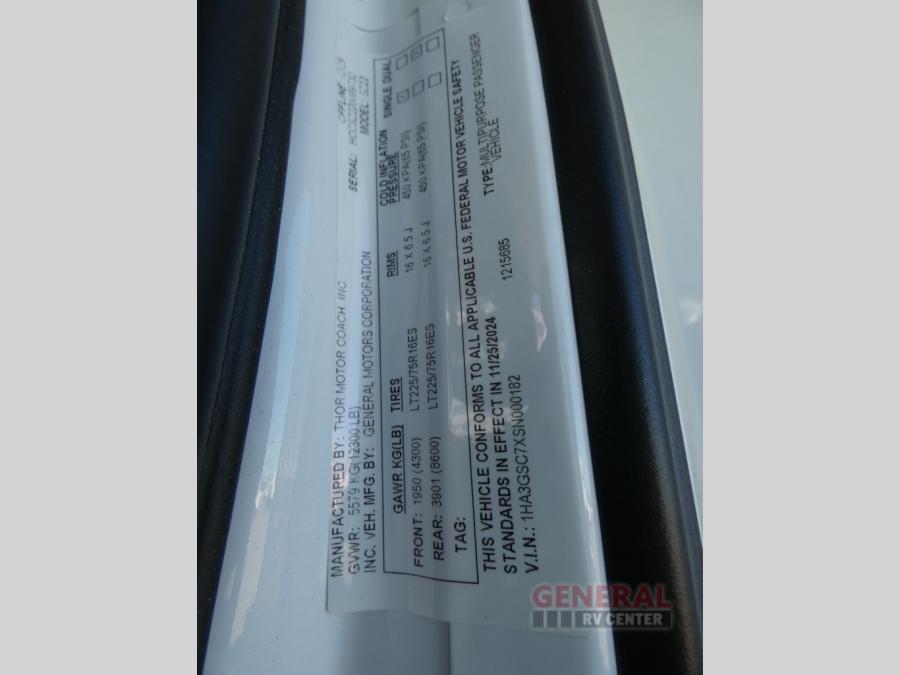 MANUFACTURED BY: THOR MOTOR COACH INC.
GVWR: 5579 KG(12300 LB) SERIAL:
INC. VEH. MFG. BY: GENERAL MOTORS CORPORATION MODEL
GAWR KG(LB) TIRES RIMS COLD INFLATION PRESSURE SINGLE DUAL
FRONT: 1950 (4300) LT225/75R16ES 16 X 6.5 J 450 KPA(65 PSI)
REAR: 3901 (8600) LT225/75R16ES 16 X 6.5 J 450 KPA(65 PSI)
TAG:
THIS VEHICLE CONFORMS TO ALL APPLICABLE U.S. FEDERAL MOTOR VEHICLE SAFETY
STANDARDS IN EFFECT IN 11/25/2024 1215685 TYPE:MULTIPURPOSE PASSENGER
VEHICLE
V.I.N.: 1HA3GSC7XSN000182
GENERAL
RV CENTER